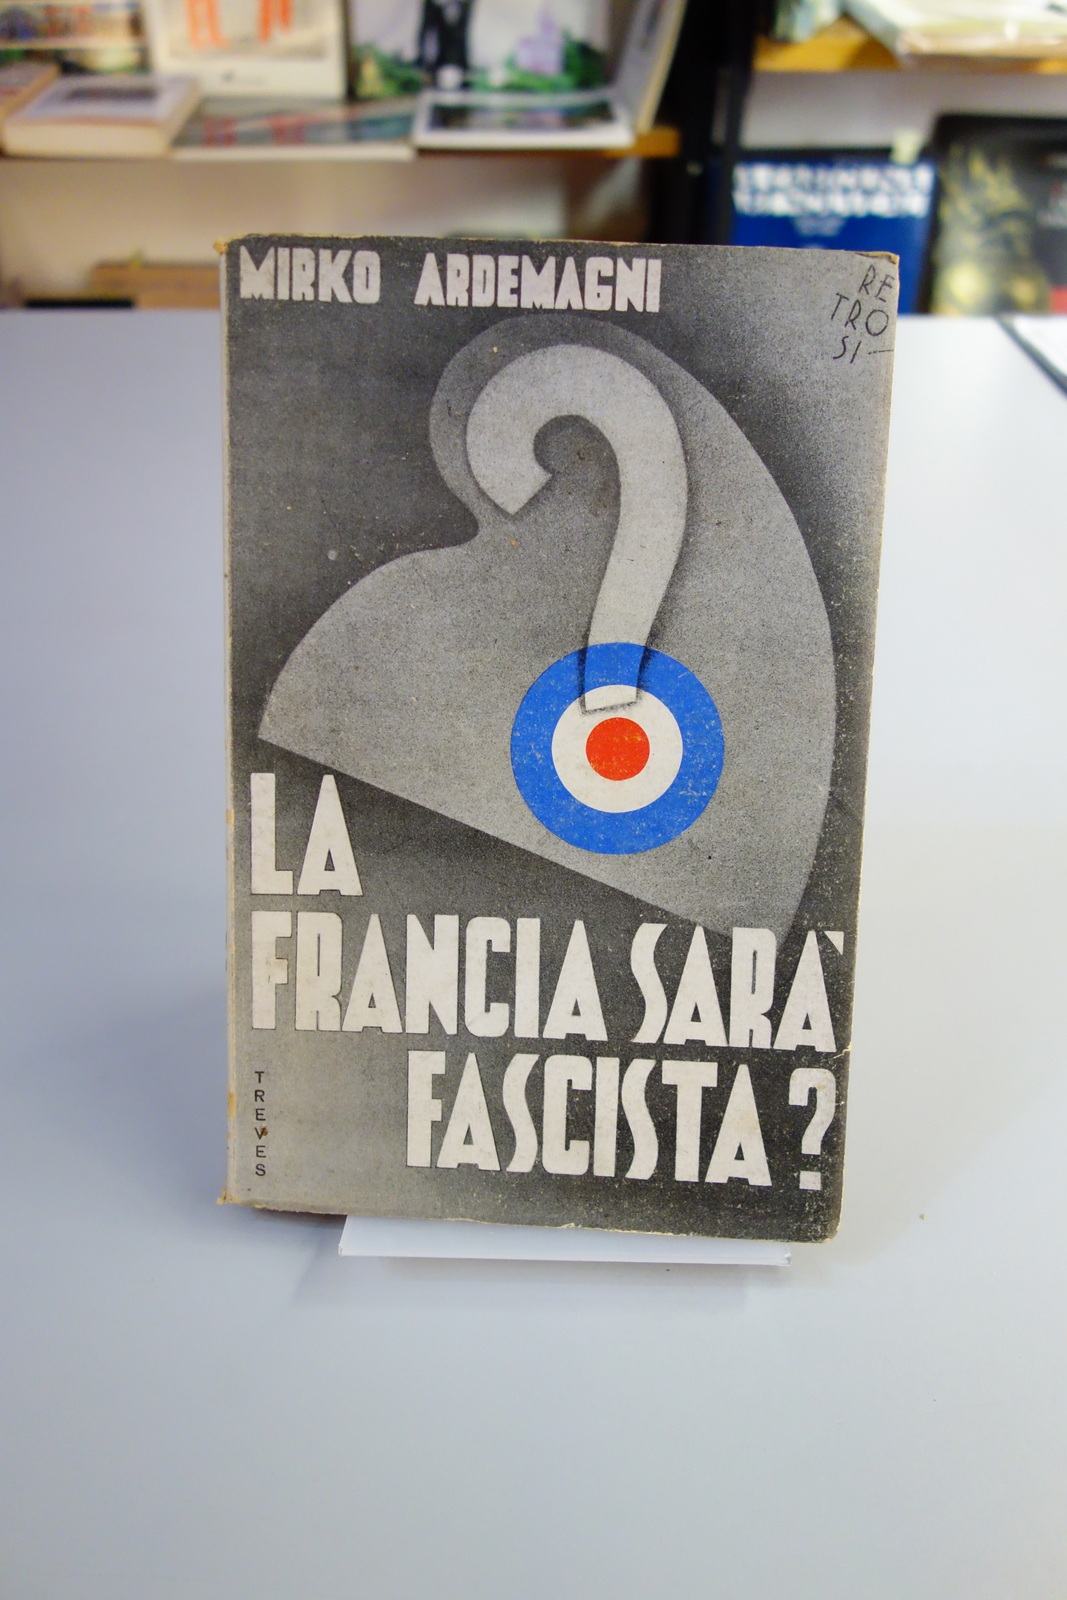 MIRKO ARDEMAGNI
RE
TRO
SI
LA
FRANCIA SARÀ
FASCISTA?
TREVES